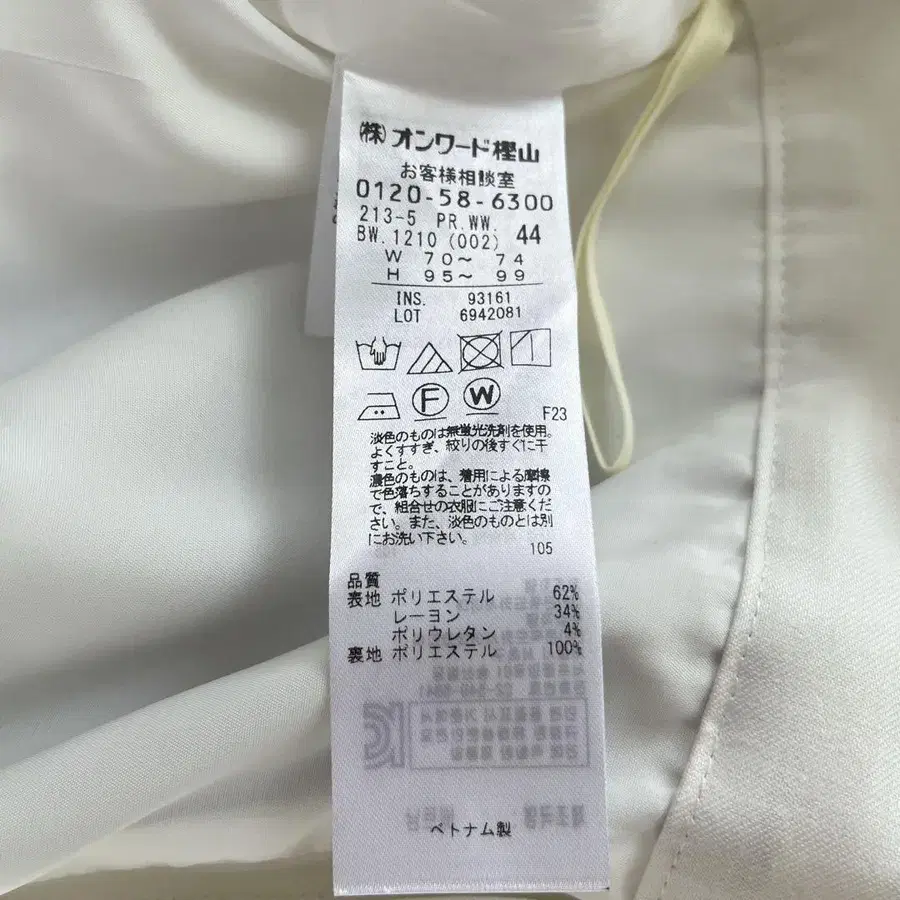 (株)オンワード樫山
お客様相談室
0120-58-6300
213-5 PR.WW.
BW.1210 (002) 44
W 70～ 74
H 95～ 99
INS. 93161
LOT 6942081
F
W
F23
淡色のものは無蛍光洗剤を使用。
よくすすぎ、絞りの後すぐに干
すこと。
濃色のものは、着用による摩擦
で色落ちすることがありますの
で、組合せの衣服にご注意くだ
さい。また、淡色のものとは別
にお洗い下さい。
105
品質
表地 ポリエステル 62%
レーヨン 34%
ポリウレタン 4%
裏地 ポリエステル 100%
ベトナム製